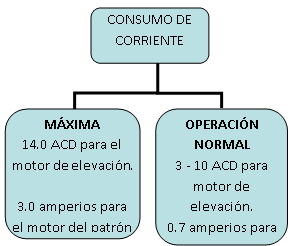 CONSUMO DE
CORRIENTE
MÁXIMA
14.0 ACD para el
motor de elevación.
3.0 amperios para
el motor del patrón
OPERACIÓN
NORMAL
3 - 10 ACD para
motor de
elevación.
0.7 amperios para